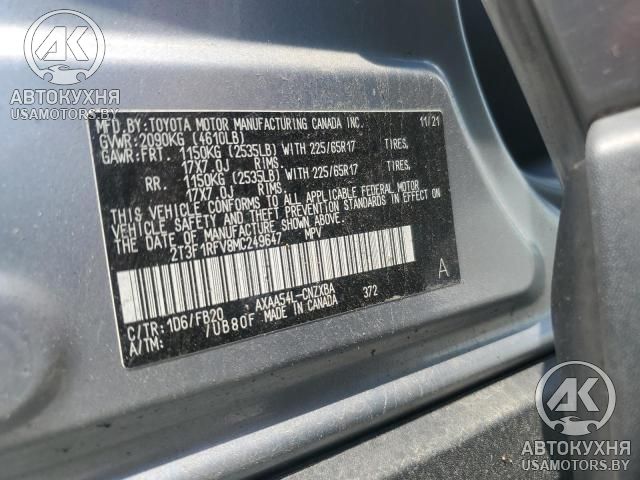 АК
АВТОКУХНЯ
USAMOTORS.BY
MFD. BY: TOYOTA MOTOR MANUFACTURING CANADA INC. 11/21
GVWR: 2090KG (4610LB)
GAWR: FRT. 1150KG (2535LB) WITH 225/65R17 TIRES,
17X7.0J RIMS,
RR. 1150KG (2535LB) WITH 225/65R17 TIRES,
17X7.0J RIMS.
THIS VEHICLE CONFORMS TO ALL APPLICABLE FEDERAL MOTOR
VEHICLE SAFETY AND THEFT PREVENTION STANDARDS IN EFFECT ON
THE DATE OF MANUFACTURE SHOWN ABOVE.
2T3F1RFV8MC249647 MPV
A
C/TR: 1D6/FB20 AXAA54L-CNZXBA 372
A/TM: /UB80F MADE IN CANADA
АК
АВТОКУХНЯ
USAMOTORS.BY